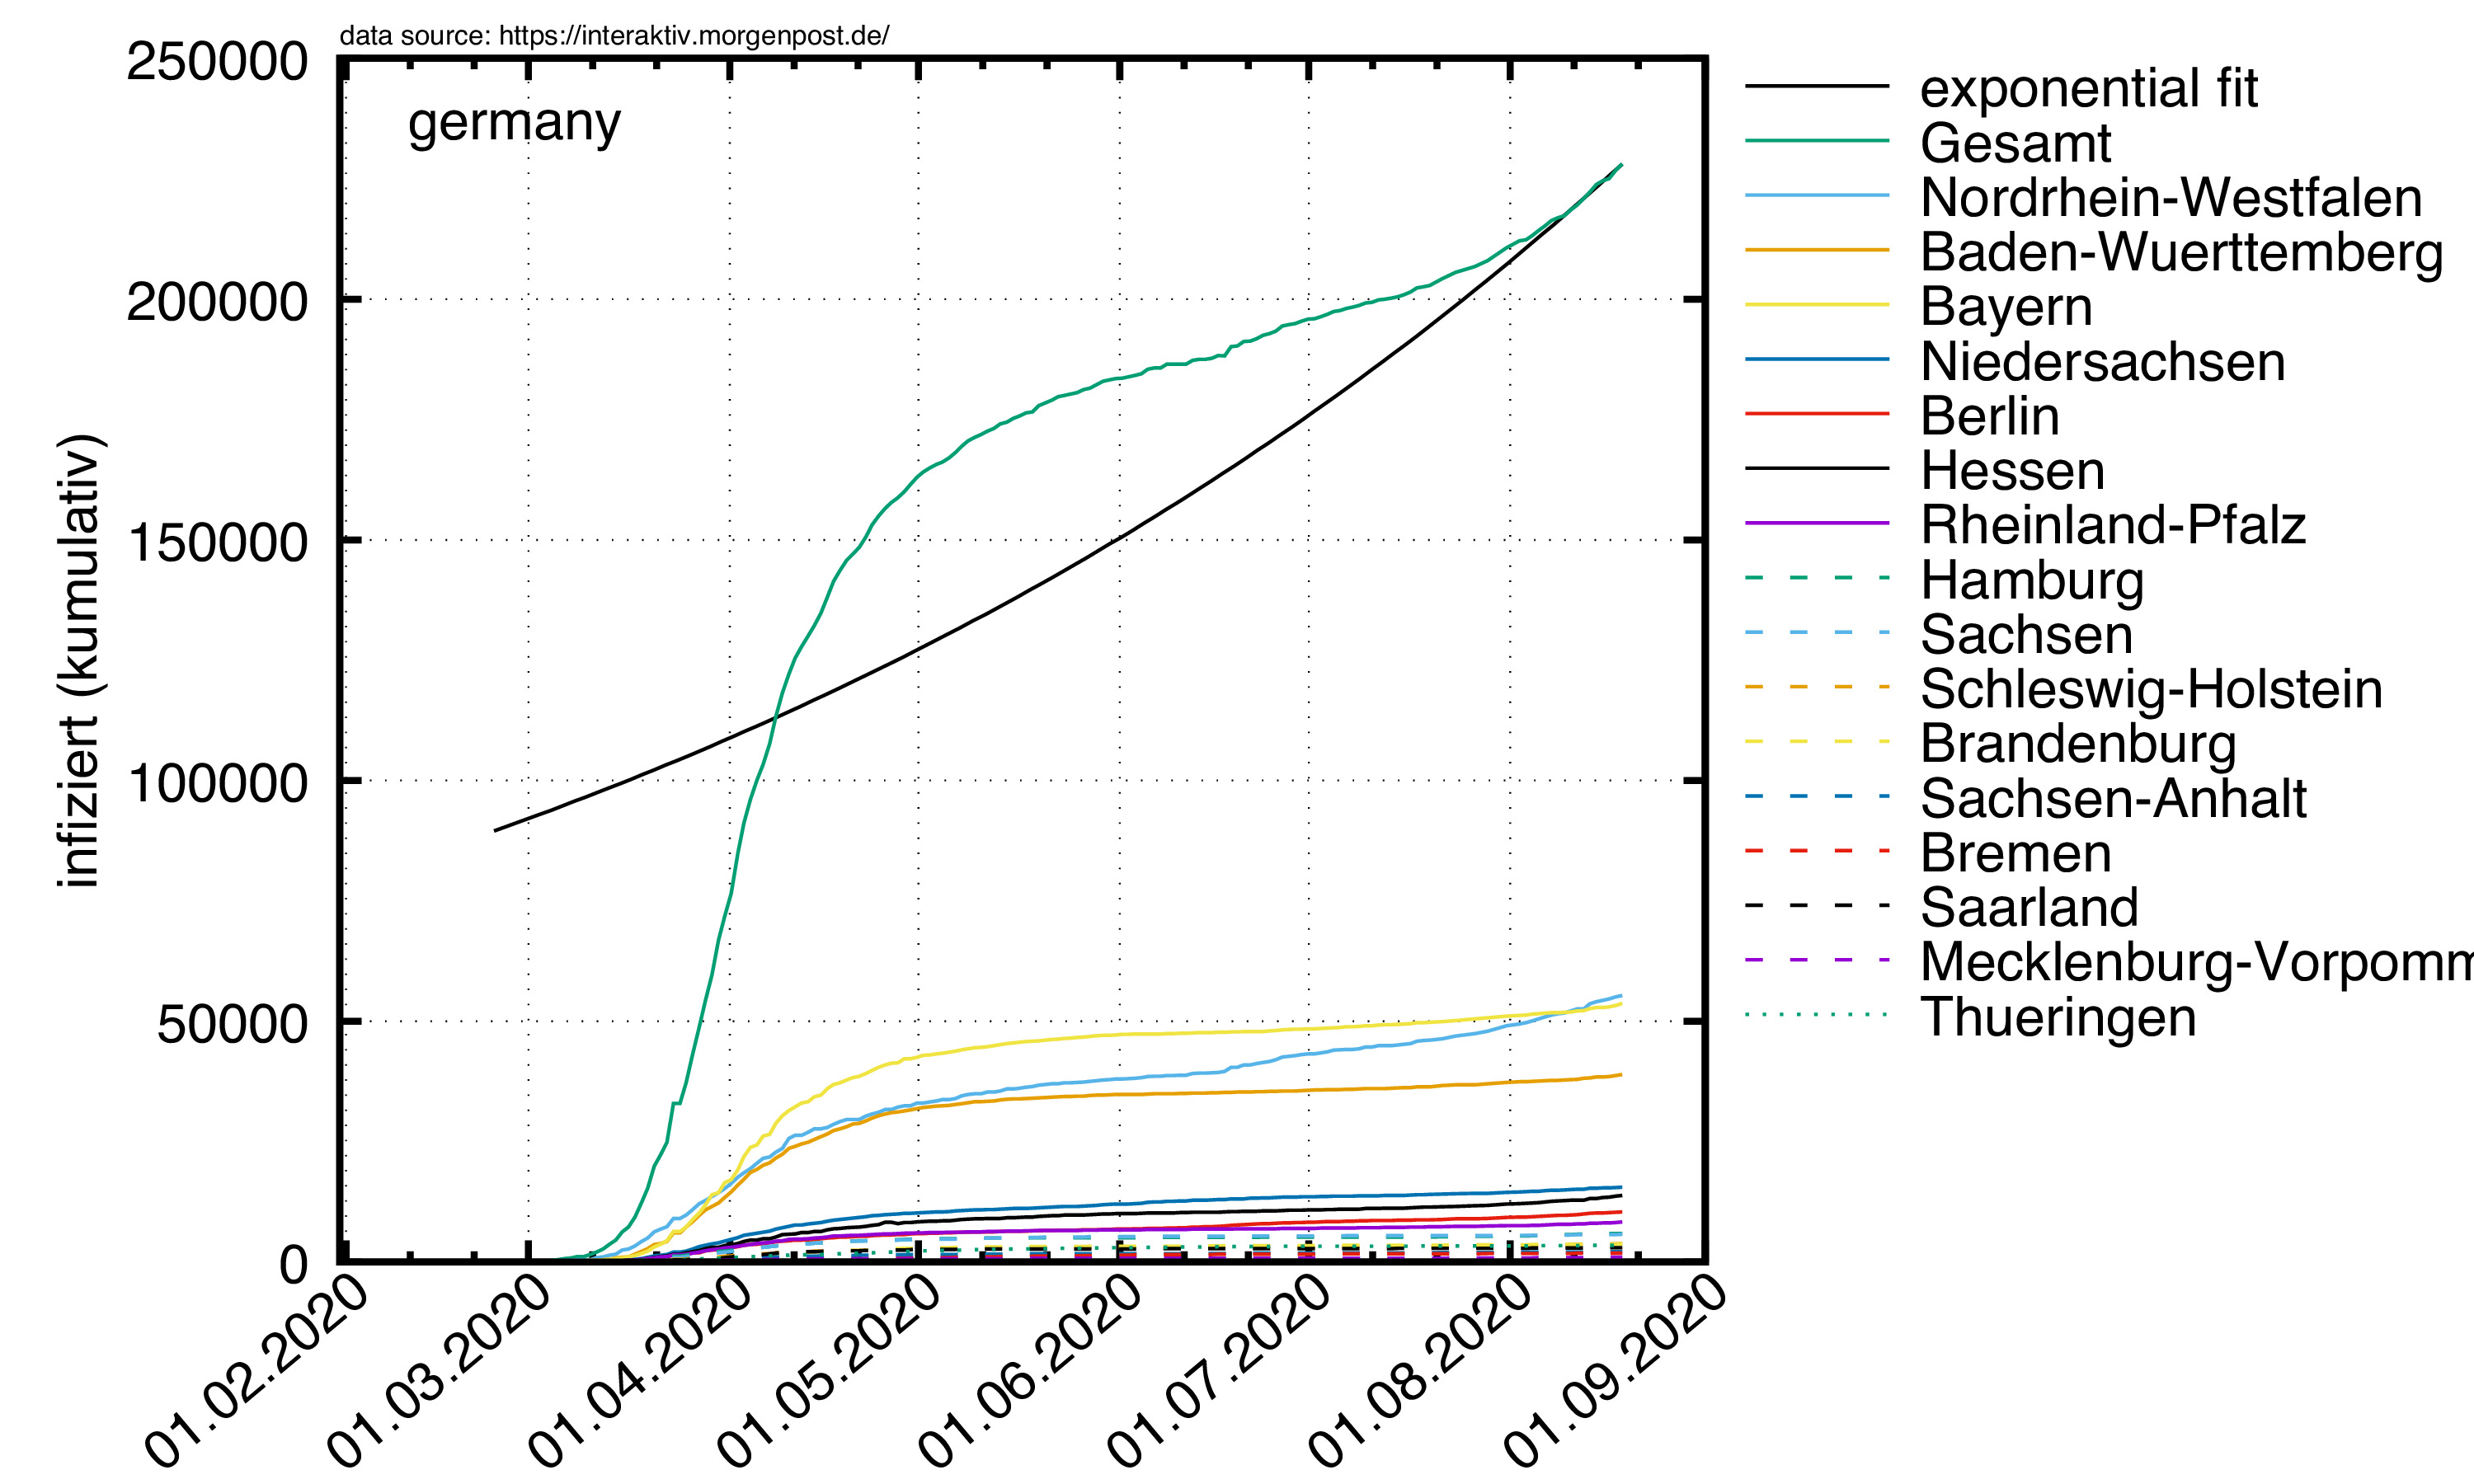 data source: https://interaktiv.morgenpost.de/
germany
infiziert (kumulativ)
250000
200000
150000
100000
50000
0
01.02.2020
01.03.2020
01.04.2020
01.05.2020
01.06.2020
01.07.2020
01.08.2020
01.09.2020
exponential fit
Gesamt
Nordrhein-Westfalen
Baden-Wuerttemberg
Bayern
Niedersachsen
Berlin
Hessen
Rheinland-Pfalz
Hamburg
Sachsen
Schleswig-Holstein
Brandenburg
Sachsen-Anhalt
Bremen
Saarland
Mecklenburg-Vorpomm
Thueringen